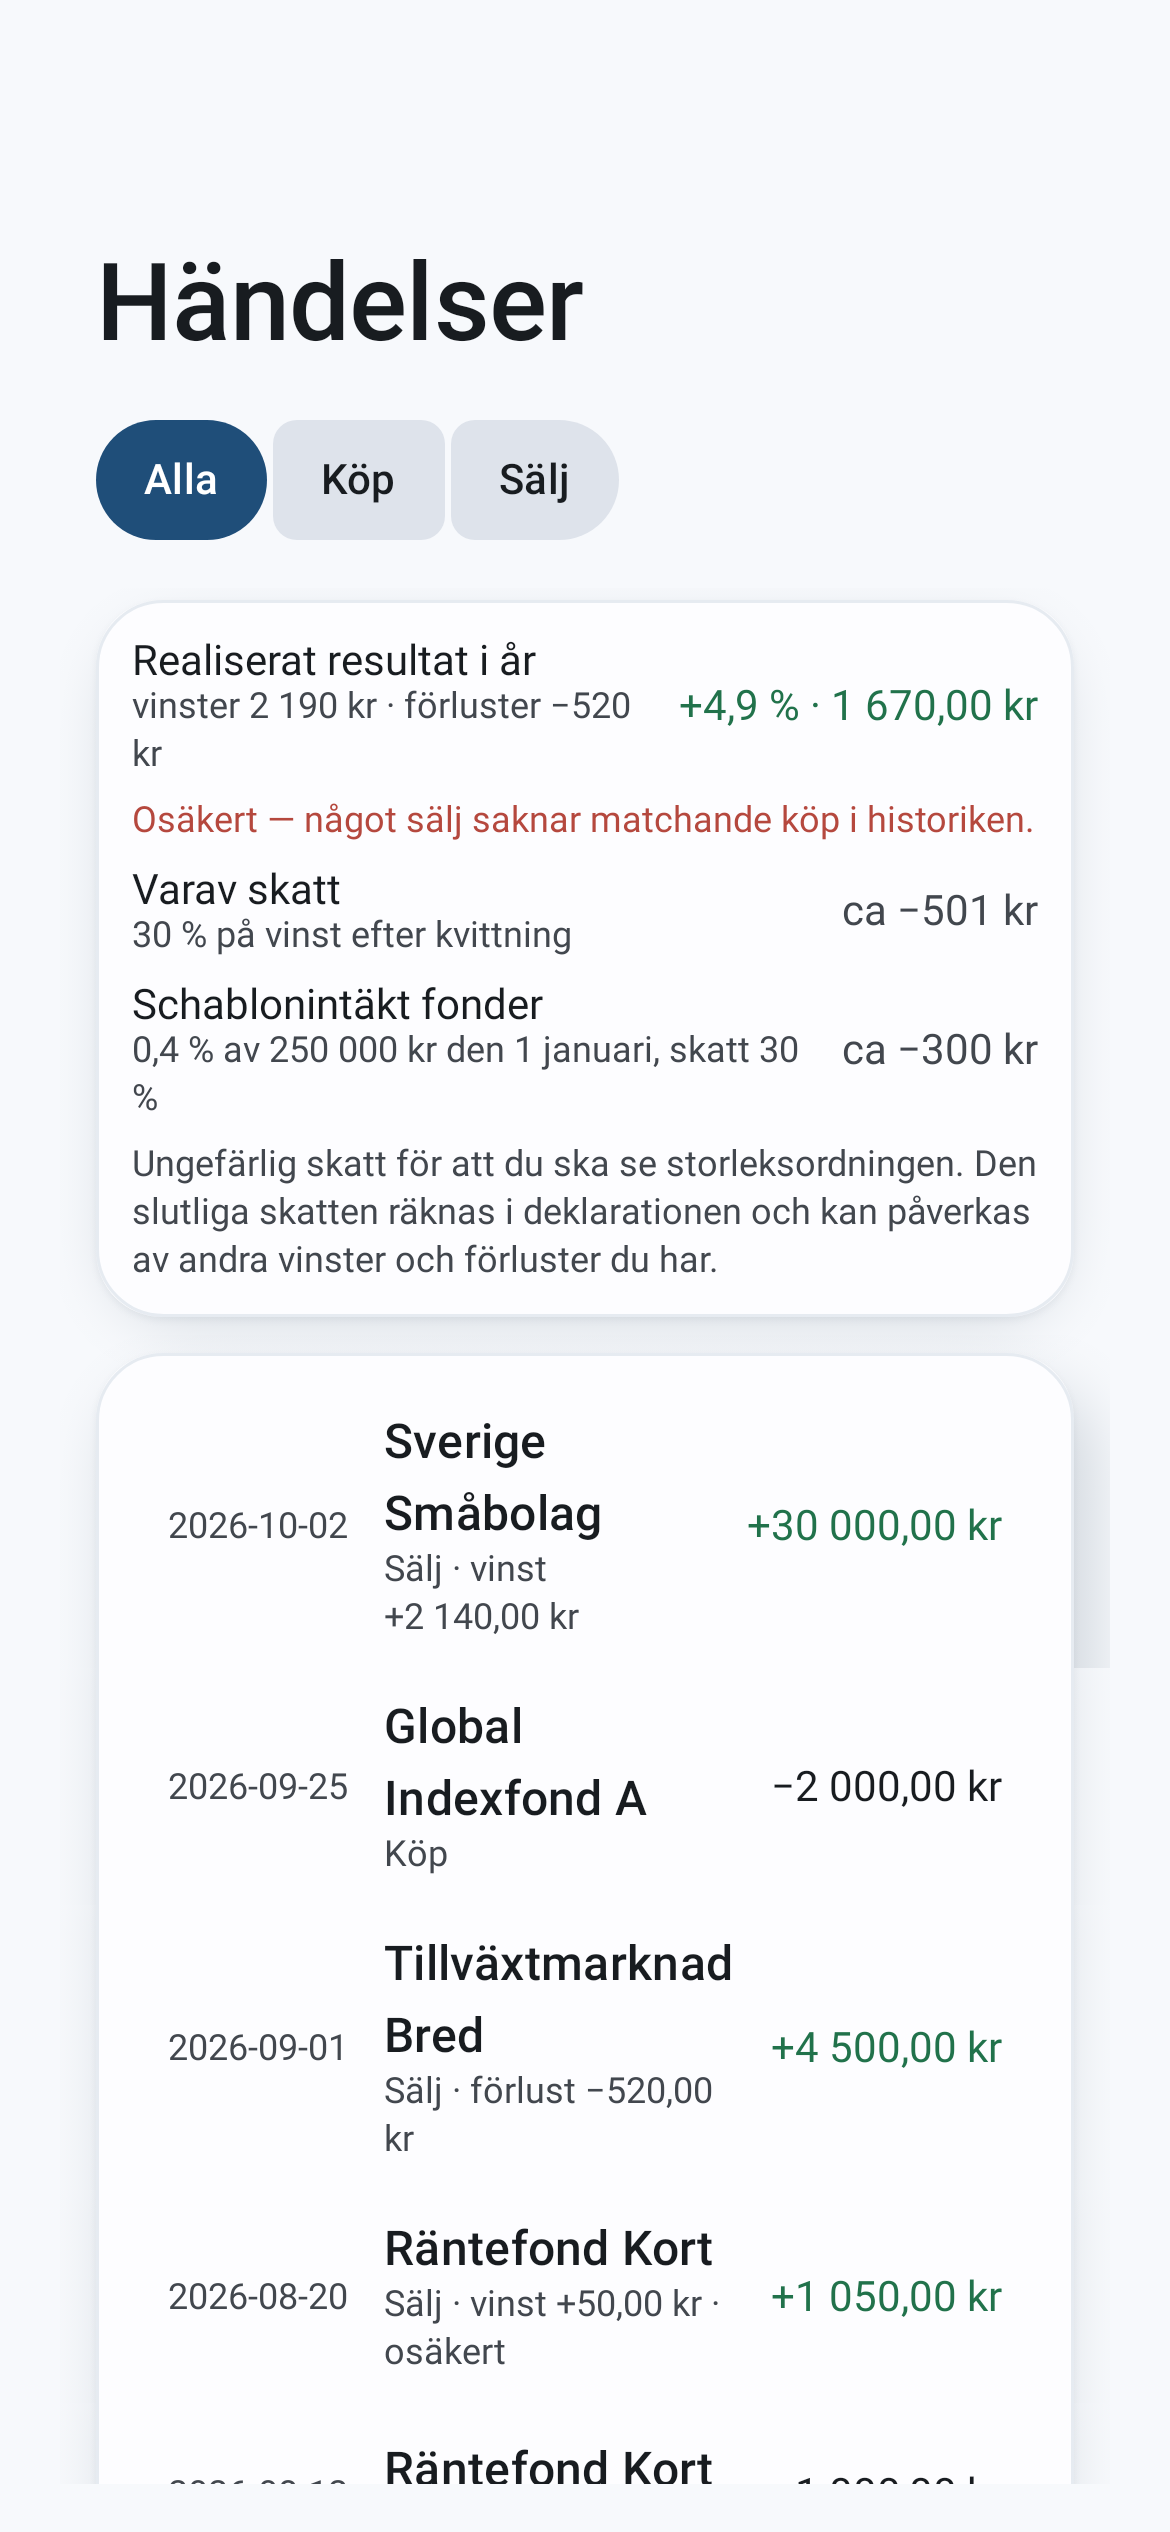 Händelser
Alla
Köp
Sälj
Realiserat resultat i år
vinster 2 190 kr · förluster −520
kr
+4,9 % · 1 670,00 kr
Osäkert — något sälj saknar matchande köp i historiken.
Varav skatt
30 % på vinst efter kvittning
ca −501 kr
Schablonintäkt fonder
0,4 % av 250 000 kr den 1 januari, skatt 30
%
ca −300 kr
Ungefärlig skatt för att du ska se storleksordningen. Den
slutliga skatten räknas i deklarationen och kan påverkas
av andra vinster och förluster du har.
2026-10-02
Sverige
Småbolag
Sälj · vinst
+2 140,00 kr
+30 000,00 kr
2026-09-25
Global
Indexfond A
Köp
−2 000,00 kr
2026-09-01
Tillväxtmarknad
Bred
Sälj · förlust −520,00
kr
+4 500,00 kr
2026-08-20
Räntefond Kort
Sälj · vinst +50,00 kr ·
osäkert
+1 050,00 kr
Räntefond Kort